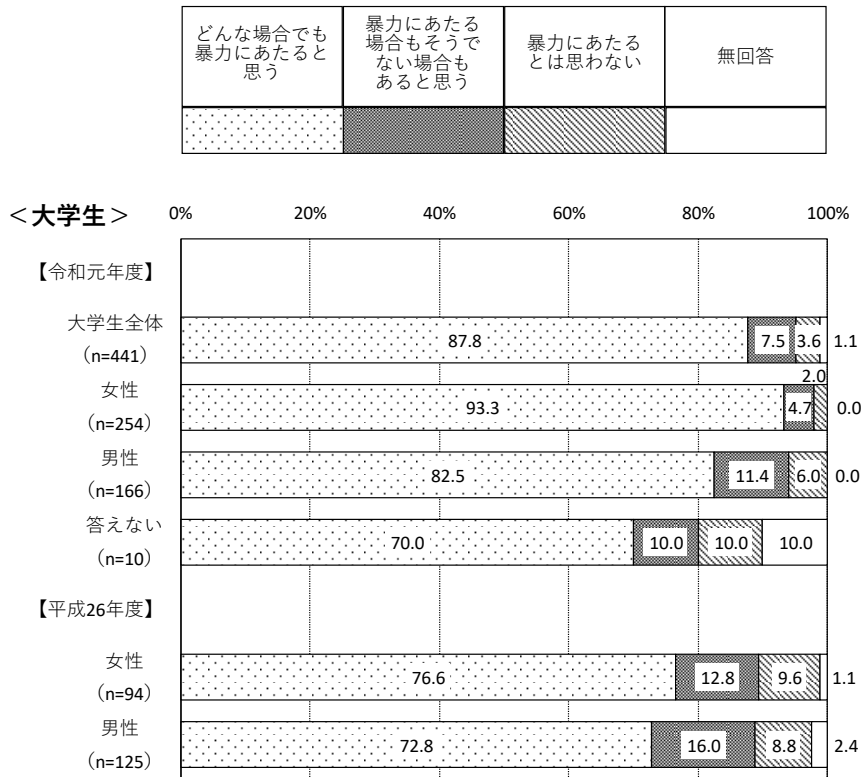 どんな場合でも
暴力にあたると
思う
暴力にあたる
場合もそうで
ない場合も
あると思う
暴力にあたる
とは思わない
無回答
＜大学生＞ 0% 20% 40% 60% 80% 100%
【令和元年度】
大学生全体
（n=441）
87.8 7.5 3.6 1.1
女性
（n=254）
93.3 4.7 2.0 0.0
男性
（n=166）
82.5 11.4 6.0 0.0
答えない
（n=10）
70.0 10.0 10.0 10.0
【平成26年度】
女性
（n=94）
76.6 12.8 9.6 1.1
男性
（n=125）
72.8 16.0 8.8 2.4